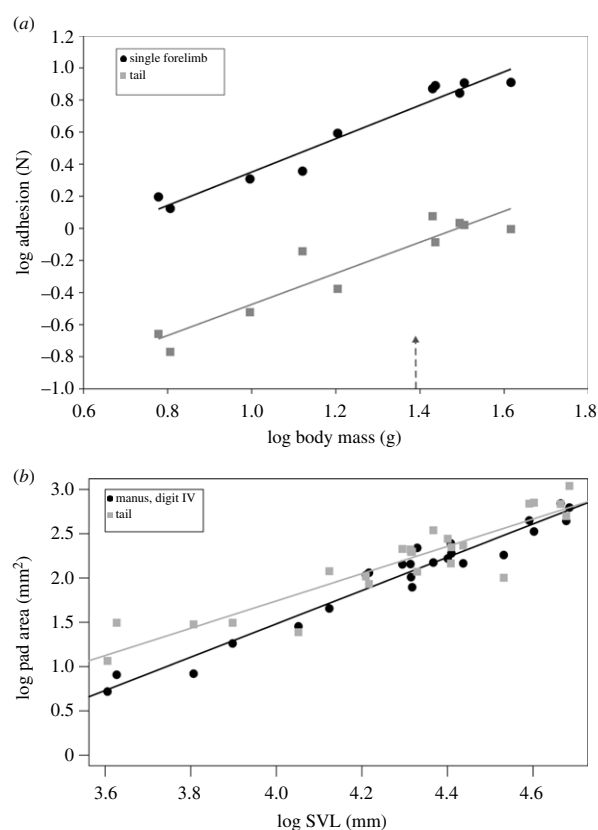 (a)
1.2
1.0
0.8
0.6
0.4
0.2
0
–0.2
–0.4
–0.6
–0.8
–1.0
log adhesion (N)
single forelimb
tail
0.6 0.8 1.0 1.2 1.4 1.6 1.8
log body mass (g)
(b)
3.0
2.5
2.0
1.5
1.0
0.5
0
log pad area (mm²)
manus, digit IV
tail
3.6 3.8 4.0 4.2 4.4 4.6
log SVL (mm)